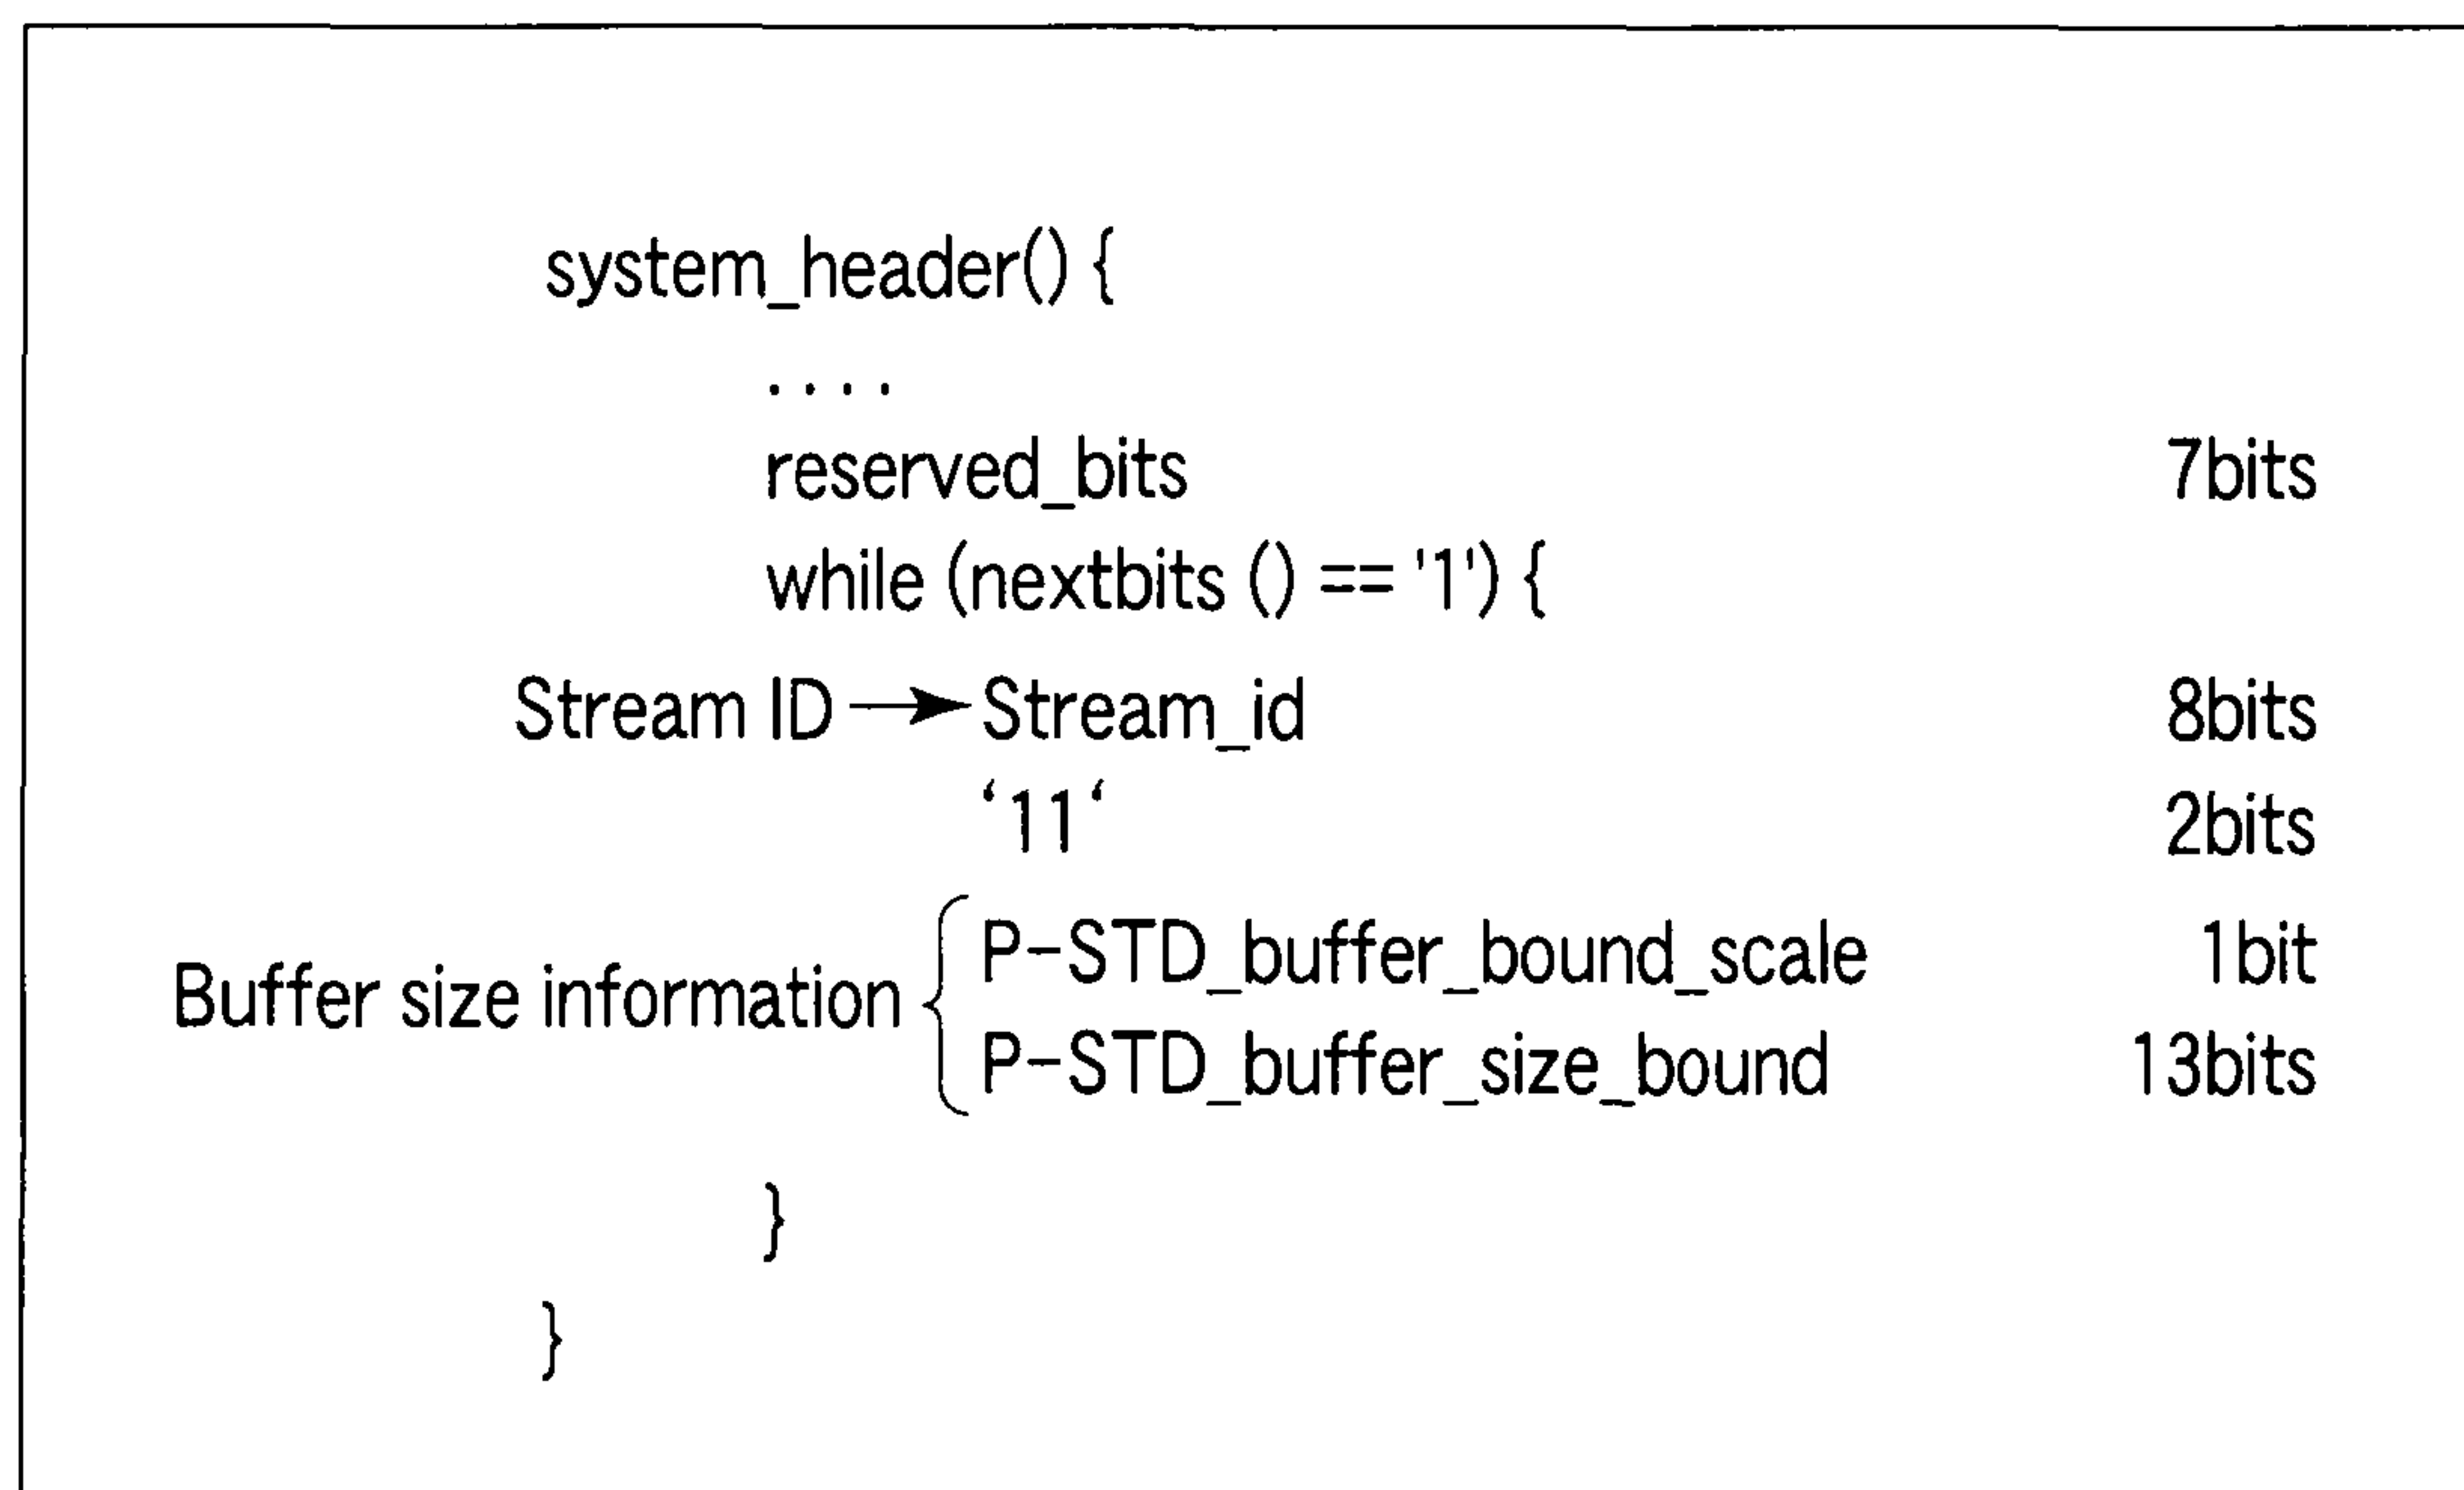 system_header() {
....
reserved_bits 7bits
while (nextbits () == '1') {
Stream ID → Stream_id 8bits
‘11‘ 2bits
P-STD_buffer_bound_scale 1bit
Buffer size information
P-STD_buffer_size_bound 13bits
}
}